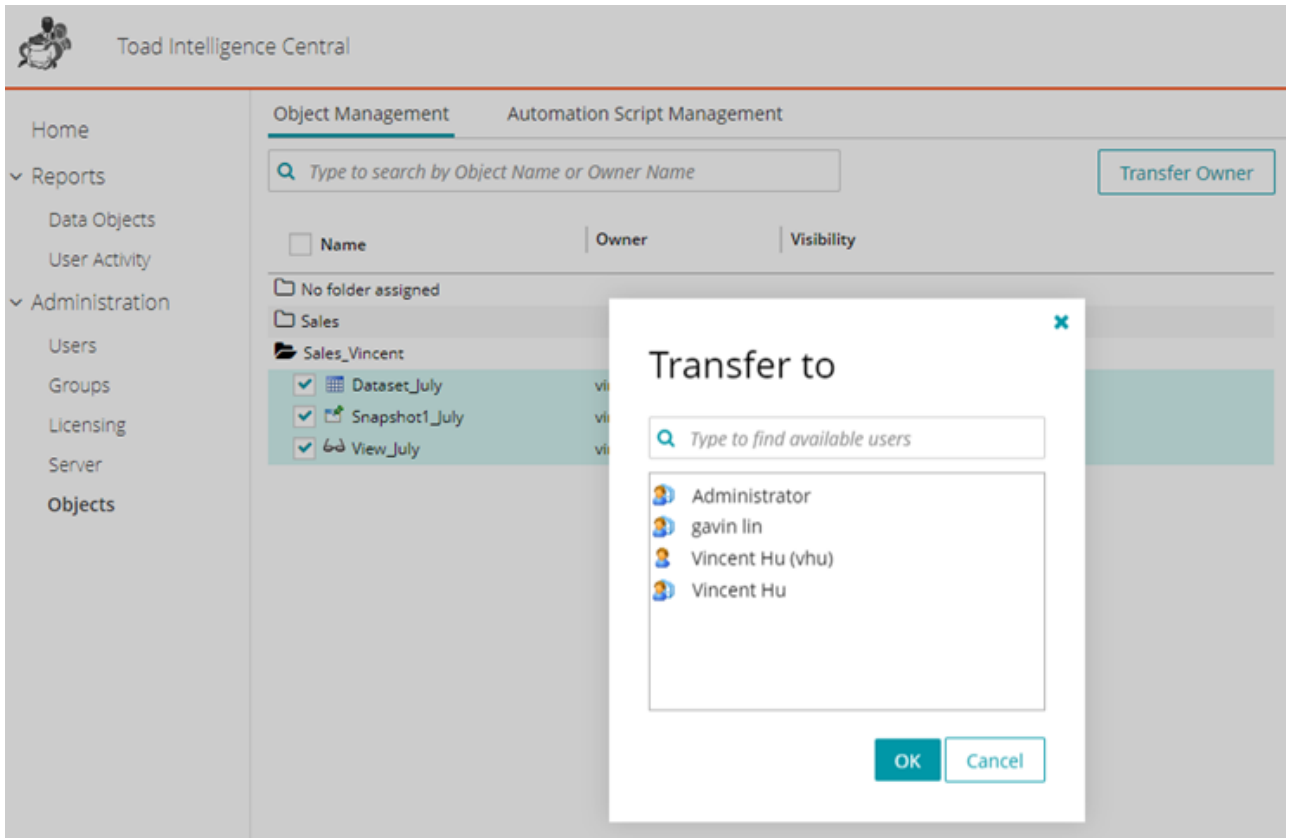 Toad Intelligence Central
Home
Reports
Data Objects
User Activity
Administration
Users
Groups
Licensing
Server
Objects
Object Management
Automation Script Management
Type to search by Object Name or Owner Name
Transfer Owner
Name
Owner
Visibility
No folder assigned
Sales
Sales_Vincent
Dataset_July
Snapshot1_July
View_July
Transfer to
Type to find available users
Administrator
gavin lin
Vincent Hu (vhu)
Vincent Hu
OK
Cancel